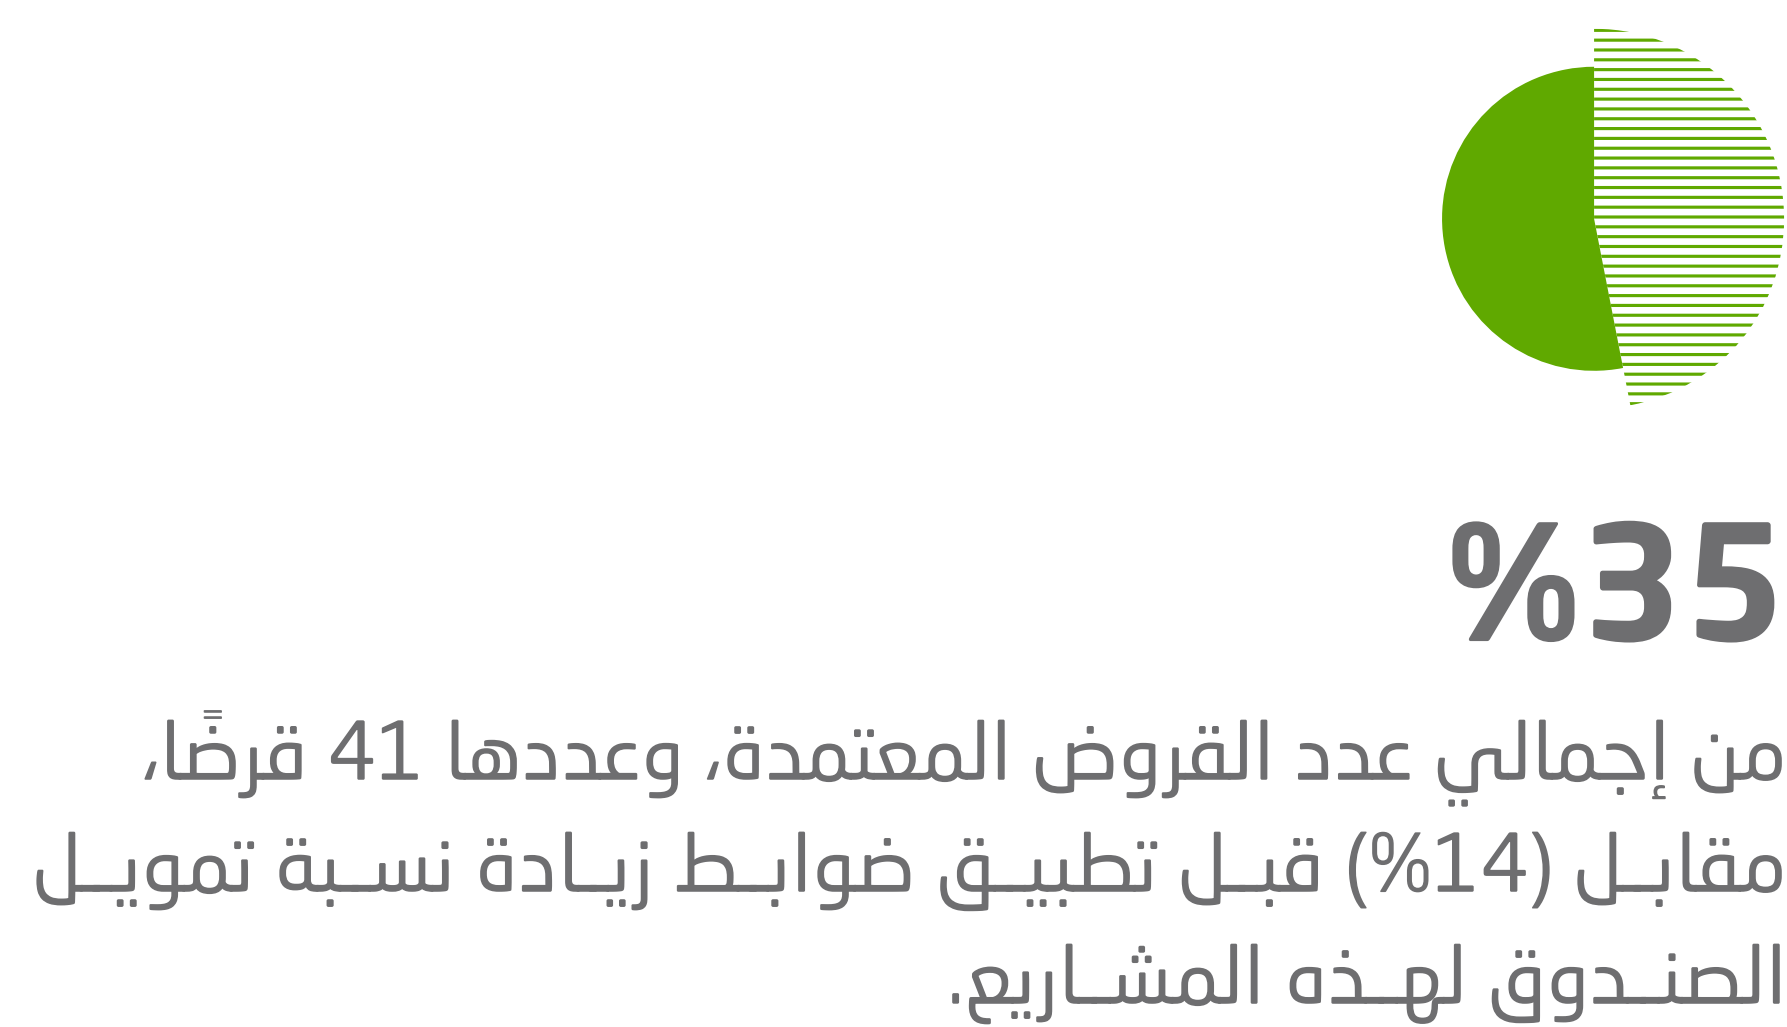 %35
من إجمالي عدد القروض المعتمدة، وعددها 41 قرضًا،
مقابل (14%) قبل تطبيق ضوابط زيادة نسبة تمويل
الصندوق لهذه المشاريع.